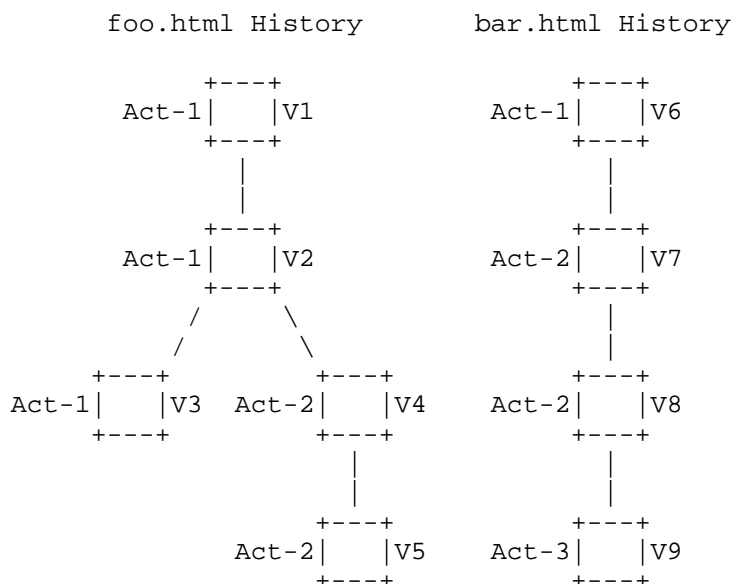 foo.html History bar.html History
+---+ +---+
Act-1| |V1 Act-1| |V6
+---+ +---+
| |
| |
+---+ +---+
Act-1| |V2 Act-2| |V7
+---+ +---+
/ \ |
/ \ |
+---+ +---+ +---+
Act-1| |V3 Act-2| |V4 Act-2| |V8
+---+ +---+ +---+
| |
| |
+---+ +---+
Act-2| |V5 Act-3| |V9
+---+ +---+